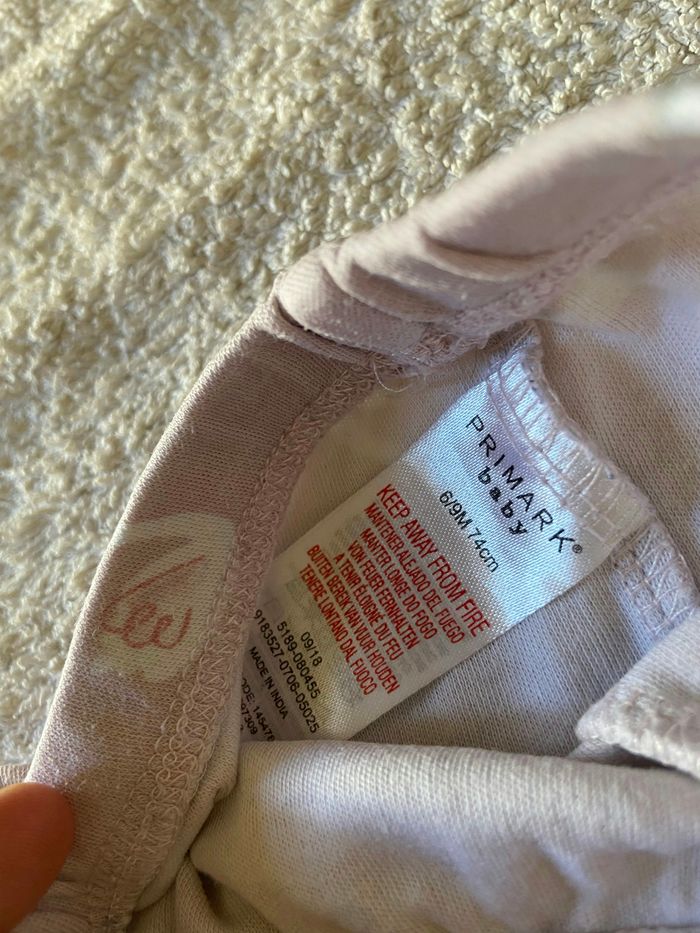 PRIMARK®
baby
6/9M 74cm
KEEP AWAY FROM FIRE
MANTENER ALEJADO DEL FUEGO
MANTER LONGE DO FOGO
VON FEUER FERNHALTEN
A TENIR ÉLOIGNÉ DU FEU
BUITEN BEREIK VAN VUUR HOUDEN
TENERE LONTANO DAL FUOCO
09/18
5189-080455
9183527-0706-05025
MADE IN INDIA